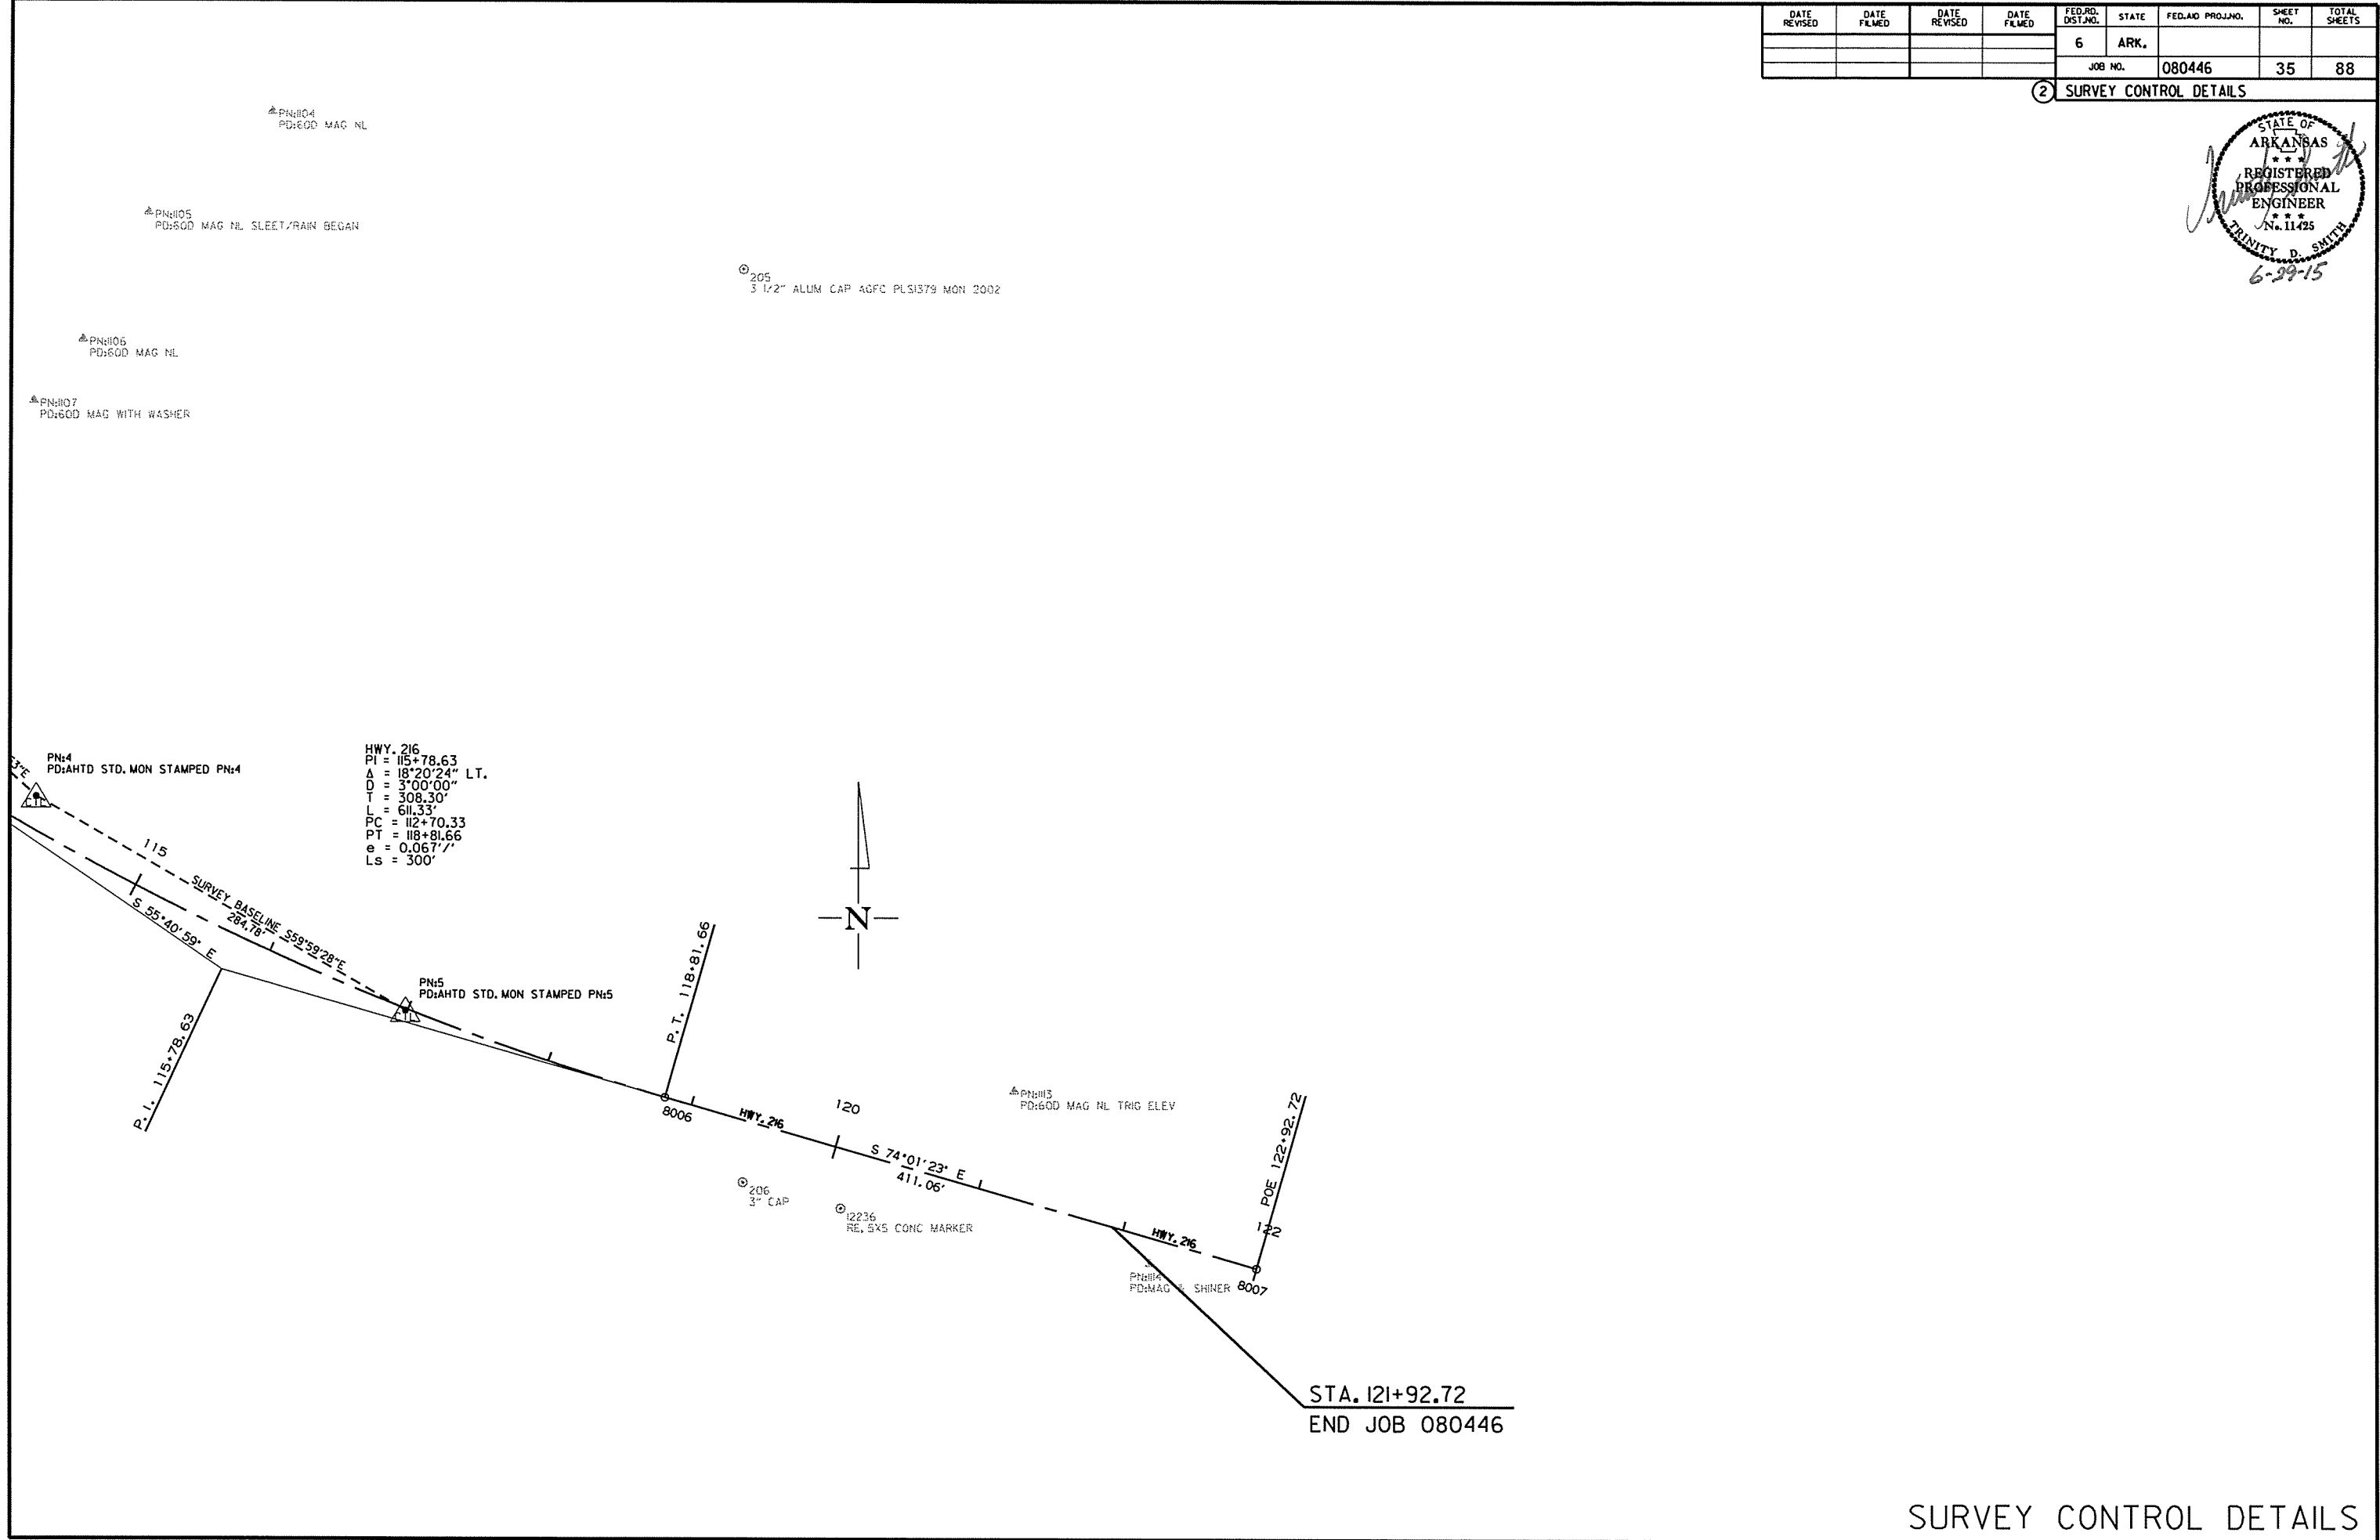 DATE REVISED
DATE FILMED
DATE REVISED
DATE FILMED
FED.RD. DIST.NO.
STATE
FED.AID PROJ.NO.
SHEET NO.
TOTAL SHEETS
6
ARK.
JOB NO.
080446
35
88
2
SURVEY CONTROL DETAILS
STATE OF
ARKANSAS
★ ★ ★
REGISTERED
PROFESSIONAL
ENGINEER
★ ★ ★
No. 11425
TRINITY D. SMITH
6-29-15
PN:1104
PD:60D MAG NL
PN:1105
PD:60D MAG NL SLEET/RAIN BEGAN
205
3 1/2" ALUM CAP AGFC PLS1379 MON 2002
PN:1106
PD:60D MAG NL
PN:1107
PD:60D MAG WITH WASHER
3"E
PN:4
PD:AHTD STD. MON STAMPED PN:4
CTL
HWY. 216
PI = 115+78.63
Δ = 18°20'24" LT.
D = 3°00'00"
T = 308.30'
L = 611.33'
PC = 112+70.33
PT = 118+81.66
e = 0.067'/'
Ls = 300'
115
SURVEY BASELINE S59°59'28"E
284.78'
S 55°40'59" E
N
PN:5
PD:AHTD STD. MON STAMPED PN:5
CTL
P.I. 115+78.63
P.T. 118+81.66
8006
HWY. 216
120
PN:1113
PD:60D MAG NL TRIG ELEV
S 74°01'23" E
411.06'
POE 122+92.72
206
3" CAP
12236
RE, 5X5 CONC MARKER
HWY. 216
122
PN:1114
PD:MAG & SHINER
8007
STA. 121+92.72
END JOB 080446
SURVEY CONTROL DETAILS